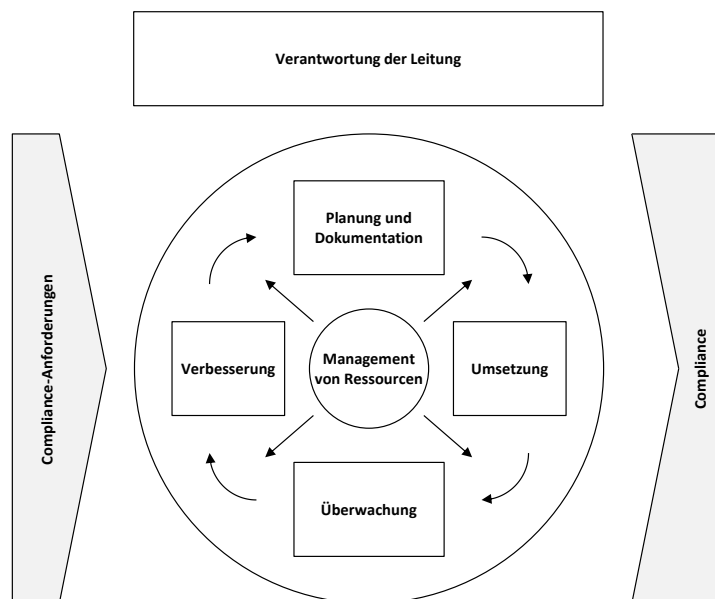 Verantwortung der Leitung
Compliance-Anforderungen
Planung und
Dokumentation
Verbesserung
Management
von Ressourcen
Umsetzung
Überwachung
Compliance